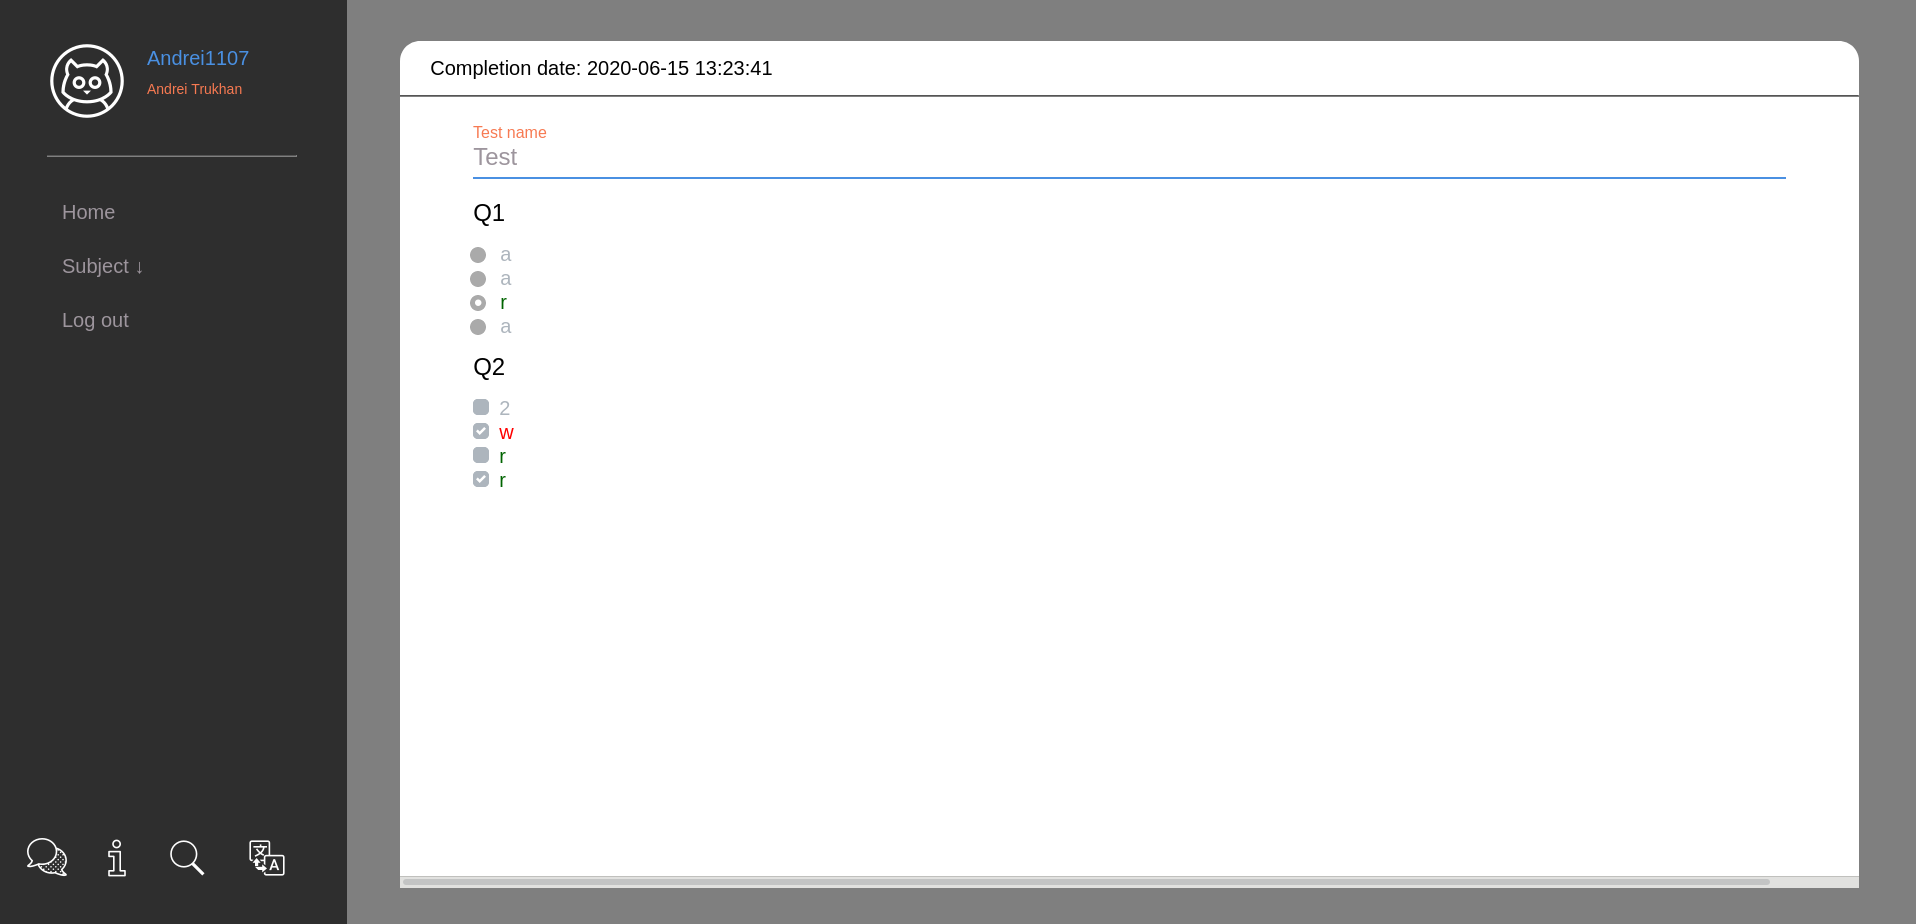 Andrei1107
Andrei Trukhan
Home
Subject ↓
Log out
Completion date: 2020-06-15 13:23:41
Test name
Test
Q1
a
a
r
a
Q2
2
w
r
r
文
A